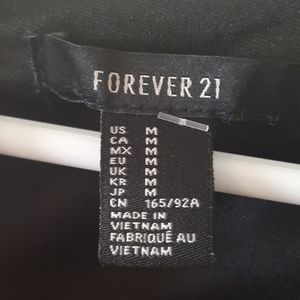 FOREVER 21
US M
CA M
MX M
EU M
UK M
KR M
JP M
CN 165/92A
MADE IN
VIETNAM
FABRIQUÉ AU
VIETNAM